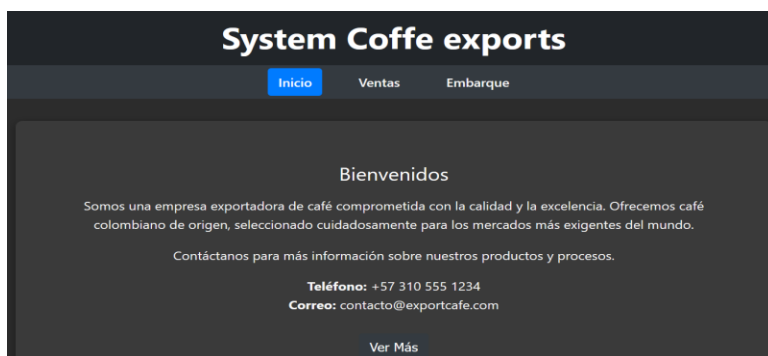 System Coffe exports
Inicio Ventas Embarque
Bienvenidos
Somos una empresa exportadora de café comprometida con la calidad y la excelencia. Ofrecemos café
colombiano de origen, seleccionado cuidadosamente para los mercados más exigentes del mundo.
Contáctanos para más información sobre nuestros productos y procesos.
Teléfono: +57 310 555 1234
Correo: contacto@exportcafe.com
Ver Más